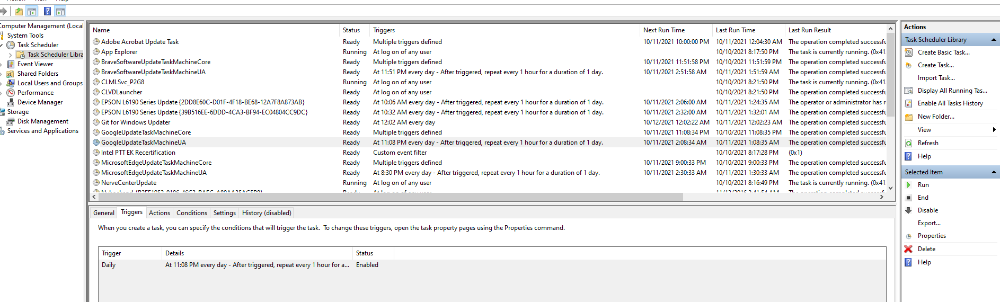 Action View Help
Computer Management (Local
System Tools
Task Scheduler
Task Scheduler Libra
Event Viewer
Shared Folders
Local Users and Groups
Performance
Device Manager
Storage
Disk Management
Services and Applications
Name Status Triggers Next Run Time Last Run Time Last Run Result
Adobe Acrobat Update Task Ready Multiple triggers defined 10/11/2021 10:00:00 PM 10/11/2021 12:04:30 AM The operation completed successfu
App Explorer Running At log on of any user 10/10/2021 8:17:50 PM The task is currently running. (0x41
BraveSoftwareUpdateTaskMachineCore Ready Multiple triggers defined 10/11/2021 11:51:58 PM 10/10/2021 11:51:59 PM The operation completed successfu
BraveSoftwareUpdateTaskMachineUA Ready At 11:51 PM every day - After triggered, repeat every 1 hour for a duration of 1 day. 10/11/2021 2:51:58 AM 10/11/2021 1:51:59 AM The operation completed successfu
CLMLSvc_P2G8 Running At log on of any user 10/10/2021 8:21:50 PM The task is currently running. (0x41
CLVDLauncher Ready At log on of any user 10/10/2021 8:21:50 PM The operation completed successfu
EPSON L6190 Series Update {2DD8E60C-D01F-4F18-BE68-12A7F8A873AB} Ready At 10:06 AM every day - After triggered, repeat every 1 hour for a duration of 1 day. 10/11/2021 2:06:00 AM 10/11/2021 1:24:35 AM The operator or administrator has r
EPSON L6190 Series Update {39B516EE-6DDD-4CA3-BF94-EC04804CC9DC} Ready At 10:32 AM every day - After triggered, repeat every 1 hour for a duration of 1 day. 10/11/2021 2:32:00 AM 10/11/2021 1:32:01 AM The operation completed successfu
Git for Windows Updater Ready At 12:02 AM every day 10/12/2021 12:02:22 AM 10/11/2021 12:02:23 AM The operation completed successfu
GoogleUpdateTaskMachineCore Ready Multiple triggers defined 10/11/2021 11:08:34 PM 10/10/2021 11:08:35 PM The operation completed successfu
GoogleUpdateTaskMachineUA Ready At 11:08 PM every day - After triggered, repeat every 1 hour for a duration of 1 day. 10/11/2021 2:08:34 AM 10/11/2021 1:08:35 AM The operation completed successfu
Intel PTT EK Recertification Ready Custom event filter 10/10/2021 8:17:28 PM (0x1)
MicrosoftEdgeUpdateTaskMachineCore Ready Multiple triggers defined 10/11/2021 9:00:33 PM 10/10/2021 9:00:33 PM The operation completed successfu
MicrosoftEdgeUpdateTaskMachineUA Ready At 8:30 PM every day - After triggered, repeat every 1 hour for a duration of 1 day. 10/11/2021 2:30:33 AM 10/11/2021 1:30:33 AM The operation completed successfu
NerveCenterUpdate Running At log on of any user 10/10/2021 8:16:49 PM The task is currently running. (0x41
Ready At log on of any user 2:41:54 AM The operation completed successfu
General Triggers Actions Conditions Settings History (disabled)
When you create a task, you can specify the conditions that will trigger the task. To change these triggers, open the task property pages using the Properties command.
Trigger Details Status
Daily At 11:08 PM every day - After triggered, repeat every 1 hour for a... Enabled
Actions
Task Scheduler Library
Create Basic Task...
Create Task...
Import Task...
Display All Running Tas...
Enable All Tasks History
New Folder...
View
Refresh
Help
Selected Item
Run
End
Disable
Export...
Properties
Delete
Help